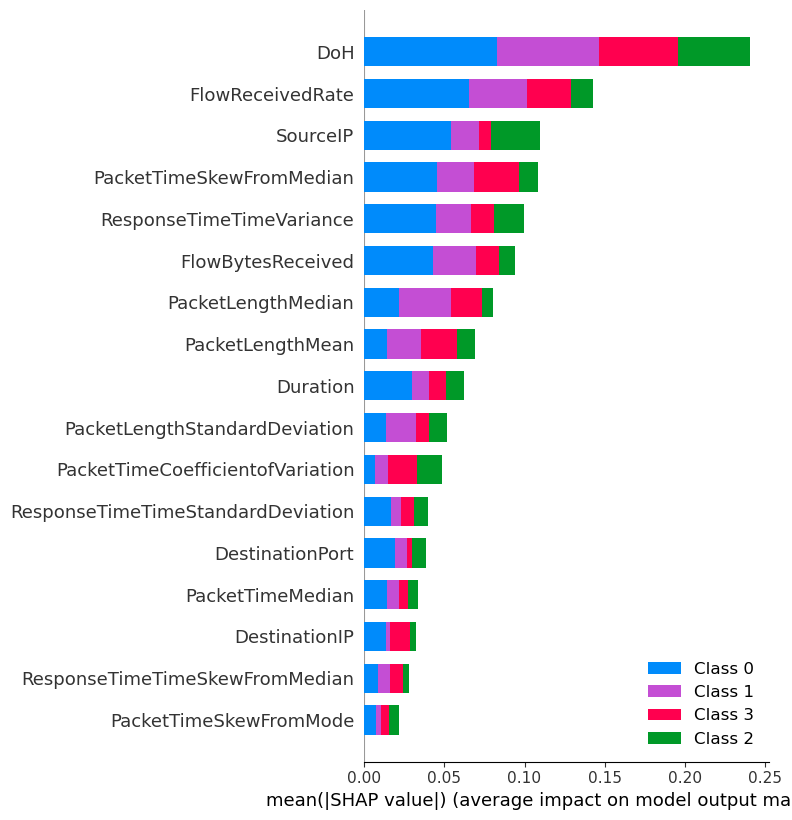 DoH
FlowReceivedRate
SourceIP
PacketTimeSkewFromMedian
ResponseTimeTimeVariance
FlowBytesReceived
PacketLengthMedian
PacketLengthMean
Duration
PacketLengthStandardDeviation
PacketTimeCoefficientofVariation
ResponseTimeTimeStandardDeviation
DestinationPort
PacketTimeMedian
DestinationIP
ResponseTimeTimeSkewFromMedian
PacketTimeSkewFromMode
Class 0
Class 1
Class 3
Class 2
0.00 0.05 0.10 0.15 0.20 0.25
mean(|SHAP value|) (average impact on model output ma